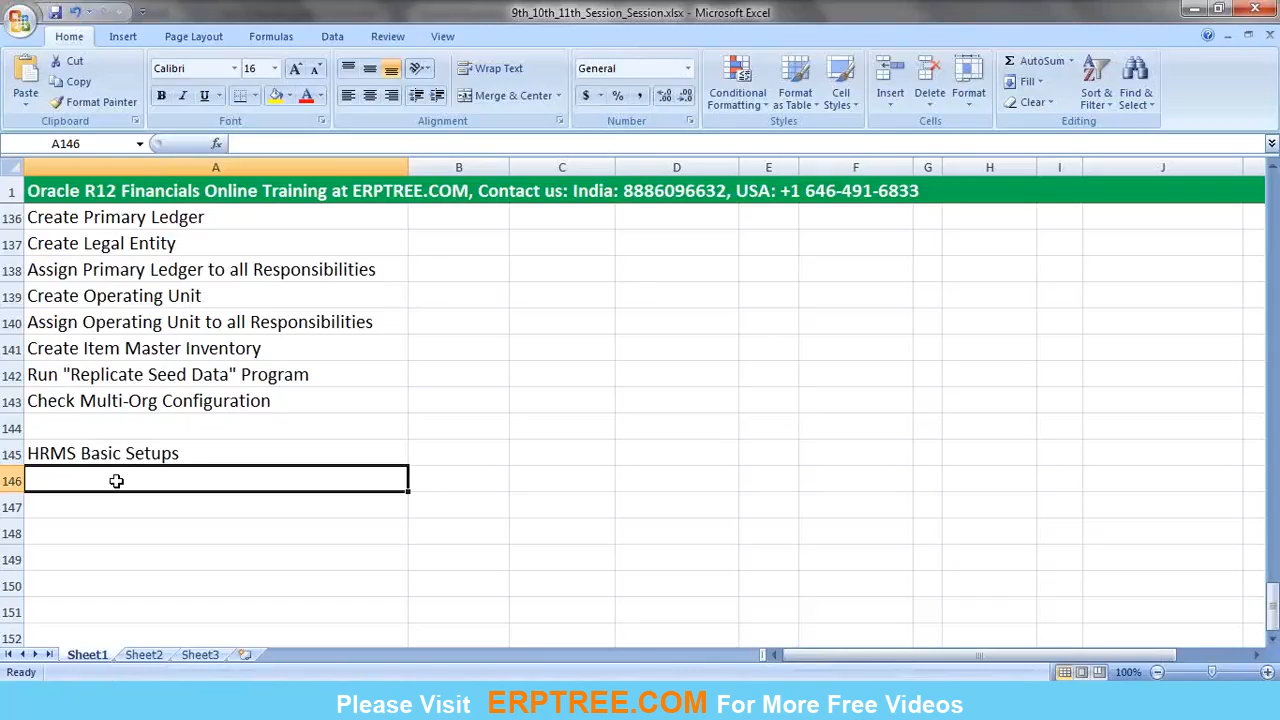 9th_10th_11th_Session_Session.xlsx - Microsoft Excel
Home Insert Page Layout Formulas Data Review View
Paste
Cut
Copy
Format Painter
Clipboard
Calibri 16
B I U
Font
Wrap Text
Merge & Center
Alignment
General
$ % ,
Number
Conditional Formatting
Format as Table
Cell Styles
Styles
Insert Delete Format
Cells
Σ AutoSum
Fill
Clear
Sort & Filter
Find & Select
Editing
A146 fx
A B C D E F G H I J
1 Oracle R12 Financials Online Training at ERPTREE.COM, Contact us: India: 8886096632, USA: +1 646-491-6833
136 Create Primary Ledger
137 Create Legal Entity
138 Assign Primary Ledger to all Responsibilities
139 Create Operating Unit
140 Assign Operating Unit to all Responsibilities
141 Create Item Master Inventory
142 Run "Replicate Seed Data" Program
143 Check Multi-Org Configuration
144
145 HRMS Basic Setups
146
147
148
149
150
151
152
Sheet1 Sheet2 Sheet3
Ready 100%
Please Visit ERPTREE.COM For More Free Videos